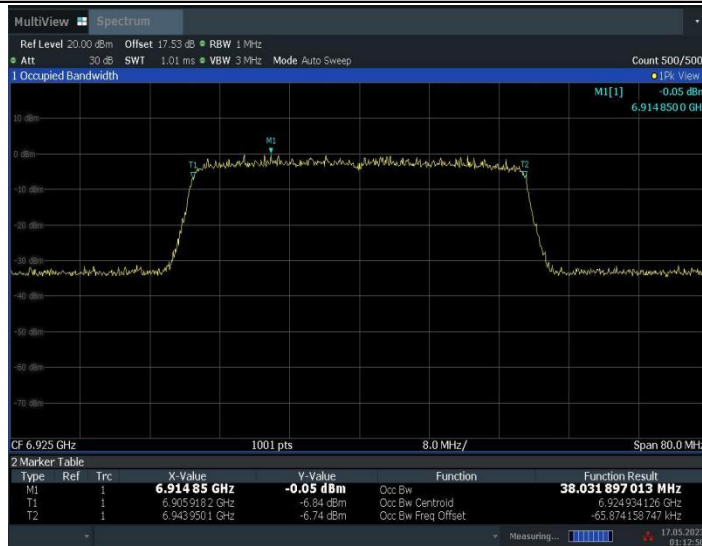 MultiView Spectrum
Ref Level 20.00 dBm Offset 17.53 dB RBW 1 MHz
Att 30 dB SWT 1.01 ms VBW 3 MHz Mode Auto Sweep Count 500/500
1 Occupied Bandwidth 1Pk View
M1[1] -0.05 dBm
6.9148500 GH
10 dBm
M1
0 dBm
T1 T2
-10 dBm
-20 dBm
-30 dBm
-40 dBm
-50 dBm
-60 dBm
-70 dBm
CF 6.925 GHz 1001 pts 8.0 MHz/ Span 80.0 MHz
2 Marker Table
Type Ref Trc X-Value Y-Value Function Function Result
M1 1 6.914 85 GHz -0.05 dBm Occ Bw 38.031 897 013 MHz
T1 1 6.905 918 2 GHz -6.84 dBm Occ Bw Centroid 6.924 934 126 GHz
T2 1 6.943 950 1 GHz -6.74 dBm Occ Bw Freq Offset -65.874 158 747 kHz
Measuring... 17.05.2023
01:12:50